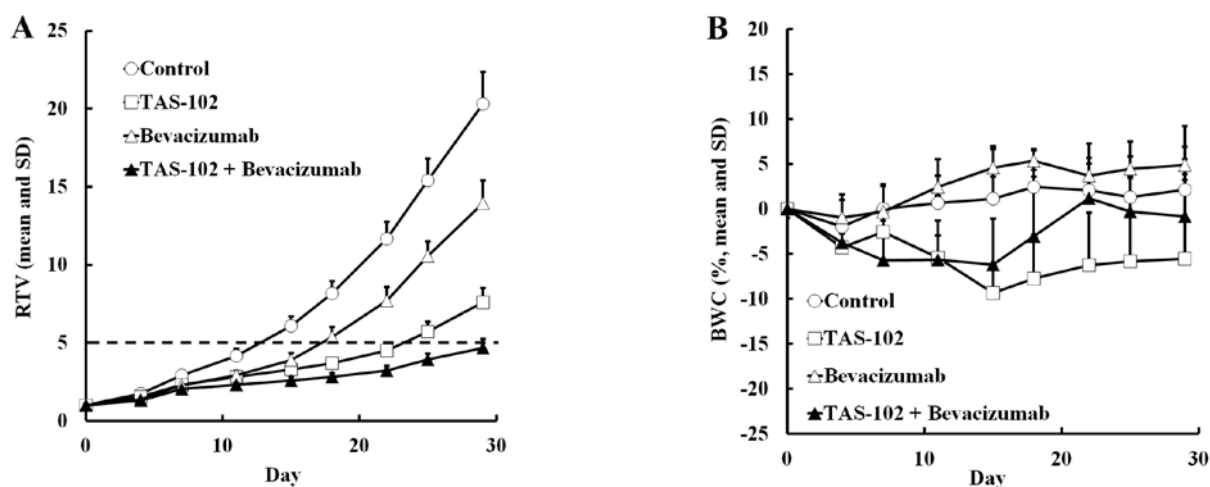 A
25
20
15
10
5
0
RTV (mean and SD)
Control
TAS-102
Bevacizumab
TAS-102 + Bevacizumab
0 10 20 30
Day
B
20
15
10
5
0
-5
-10
-15
-20
-25
BWC (%, mean and SD)
Control
TAS-102
Bevacizumab
TAS-102 + Bevacizumab
0 10 20 30
Day